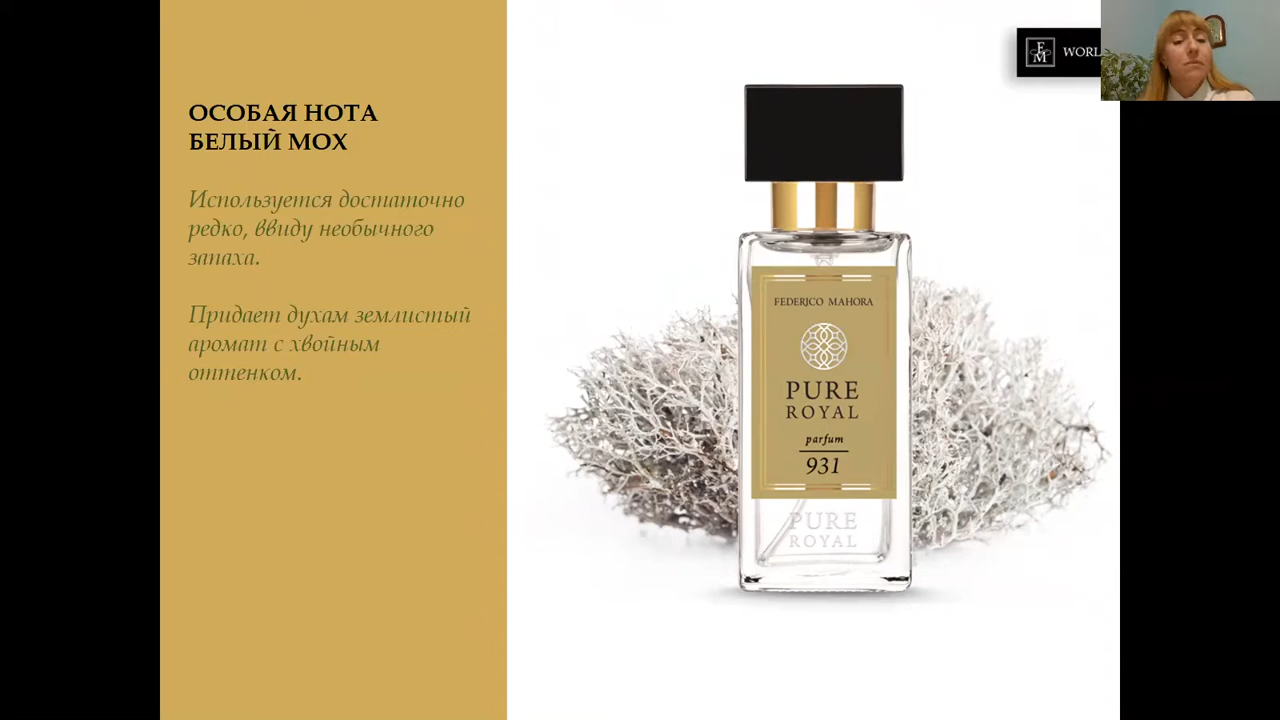 ОСОБАЯ НОТА
БЕЛЫЙ МОХ
Используется достаточно
редко, ввиду необычного
запаха.
Придает духам землистый
аромат с хвойным
оттенком.
FM
FEDERICO MAHORA
PURE
ROYAL
parfum
931
PURE
ROYAL